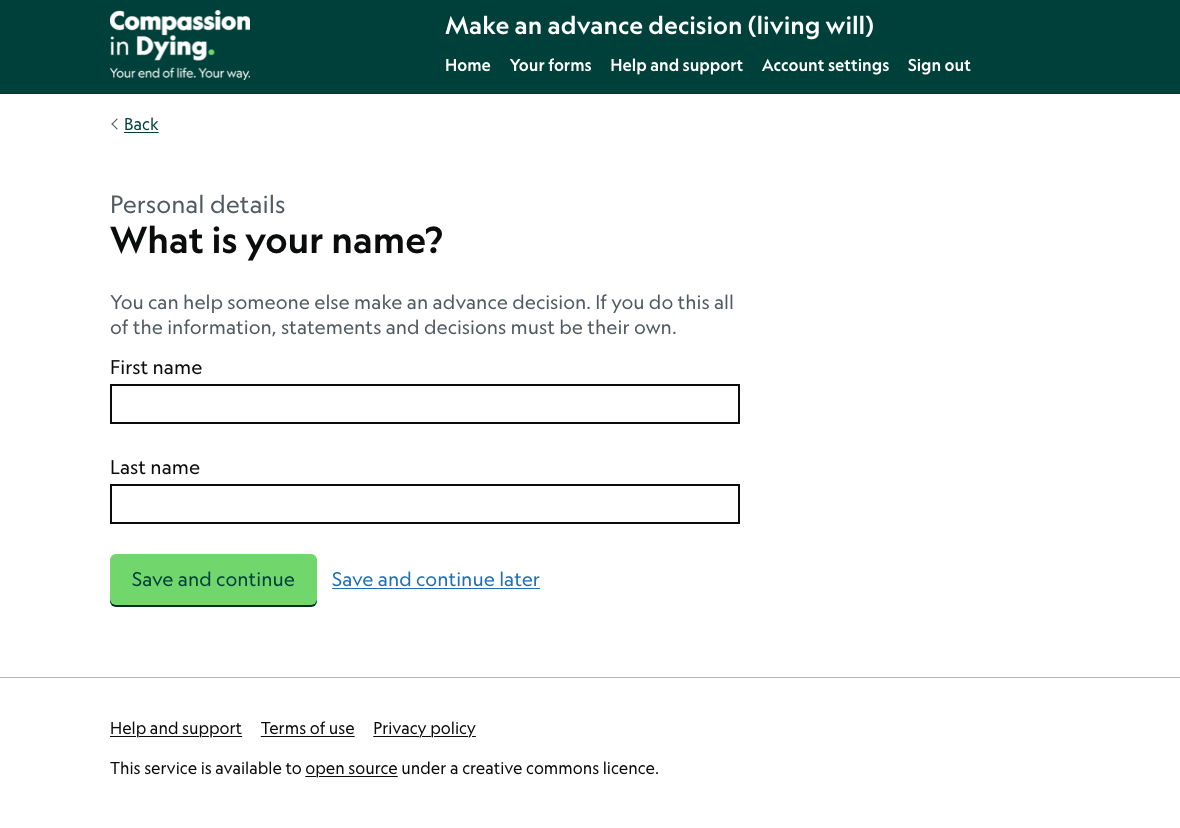 Compassion
in Dying.
Your end of life. Your way.
Make an advance decision (living will)
Home Your forms Help and support Account settings Sign out
Back
Personal details
What is your name?
You can help someone else make an advance decision. If you do this all
of the information, statements and decisions must be their own.
First name
Last name
Save and continue Save and continue later
Help and support Terms of use Privacy policy
This service is available to open source under a creative commons licence.